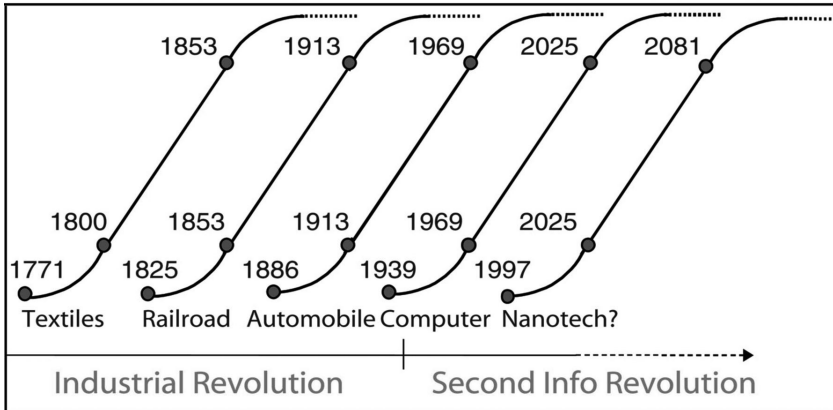 1853 1913 1969 2025 2081
1800 1853 1913 1969 2025
1771 1825 1886 1939 1997
Textiles Railroad Automobile Computer Nanotech?
Industrial Revolution Second Info Revolution